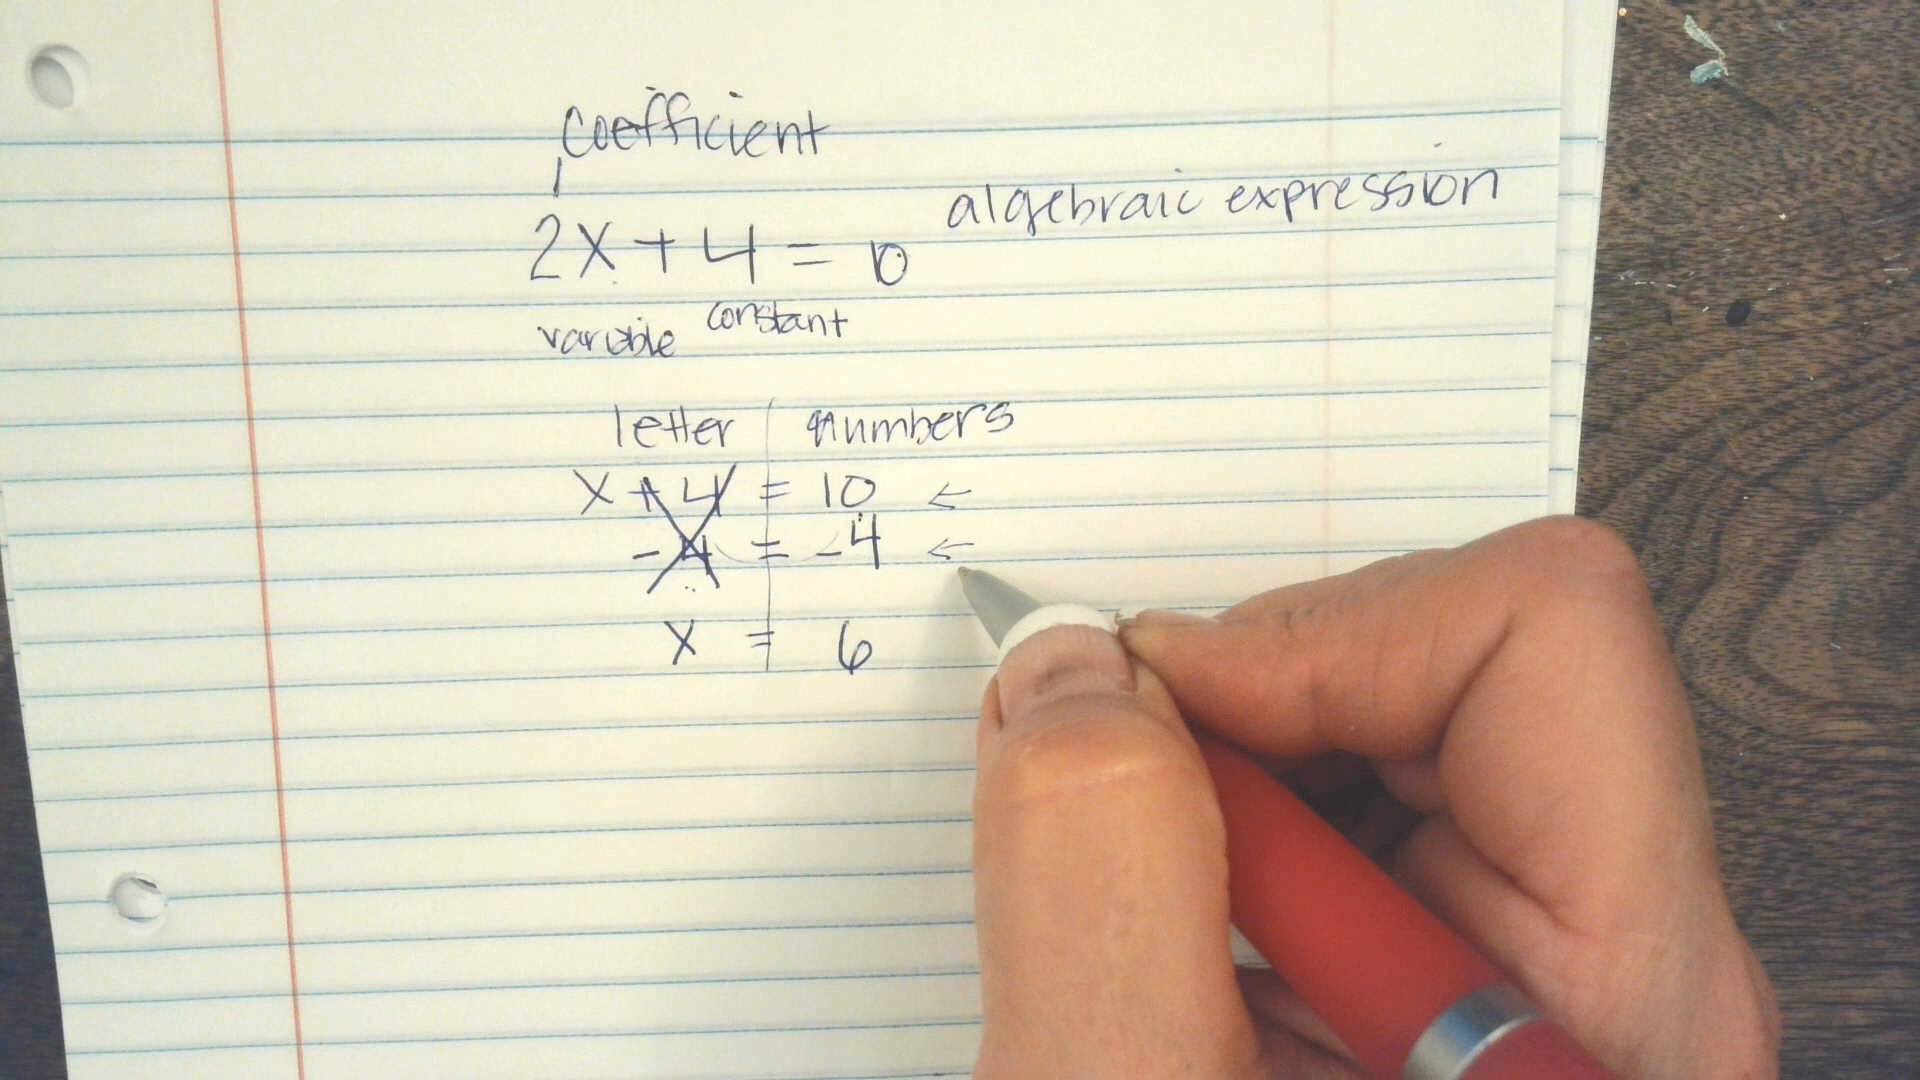 coefficient
algebraic expression
2x + 4 = 10
variable constant
letter numbers
x + 4 = 10 ←
- 4 = -4 ←
x = 6